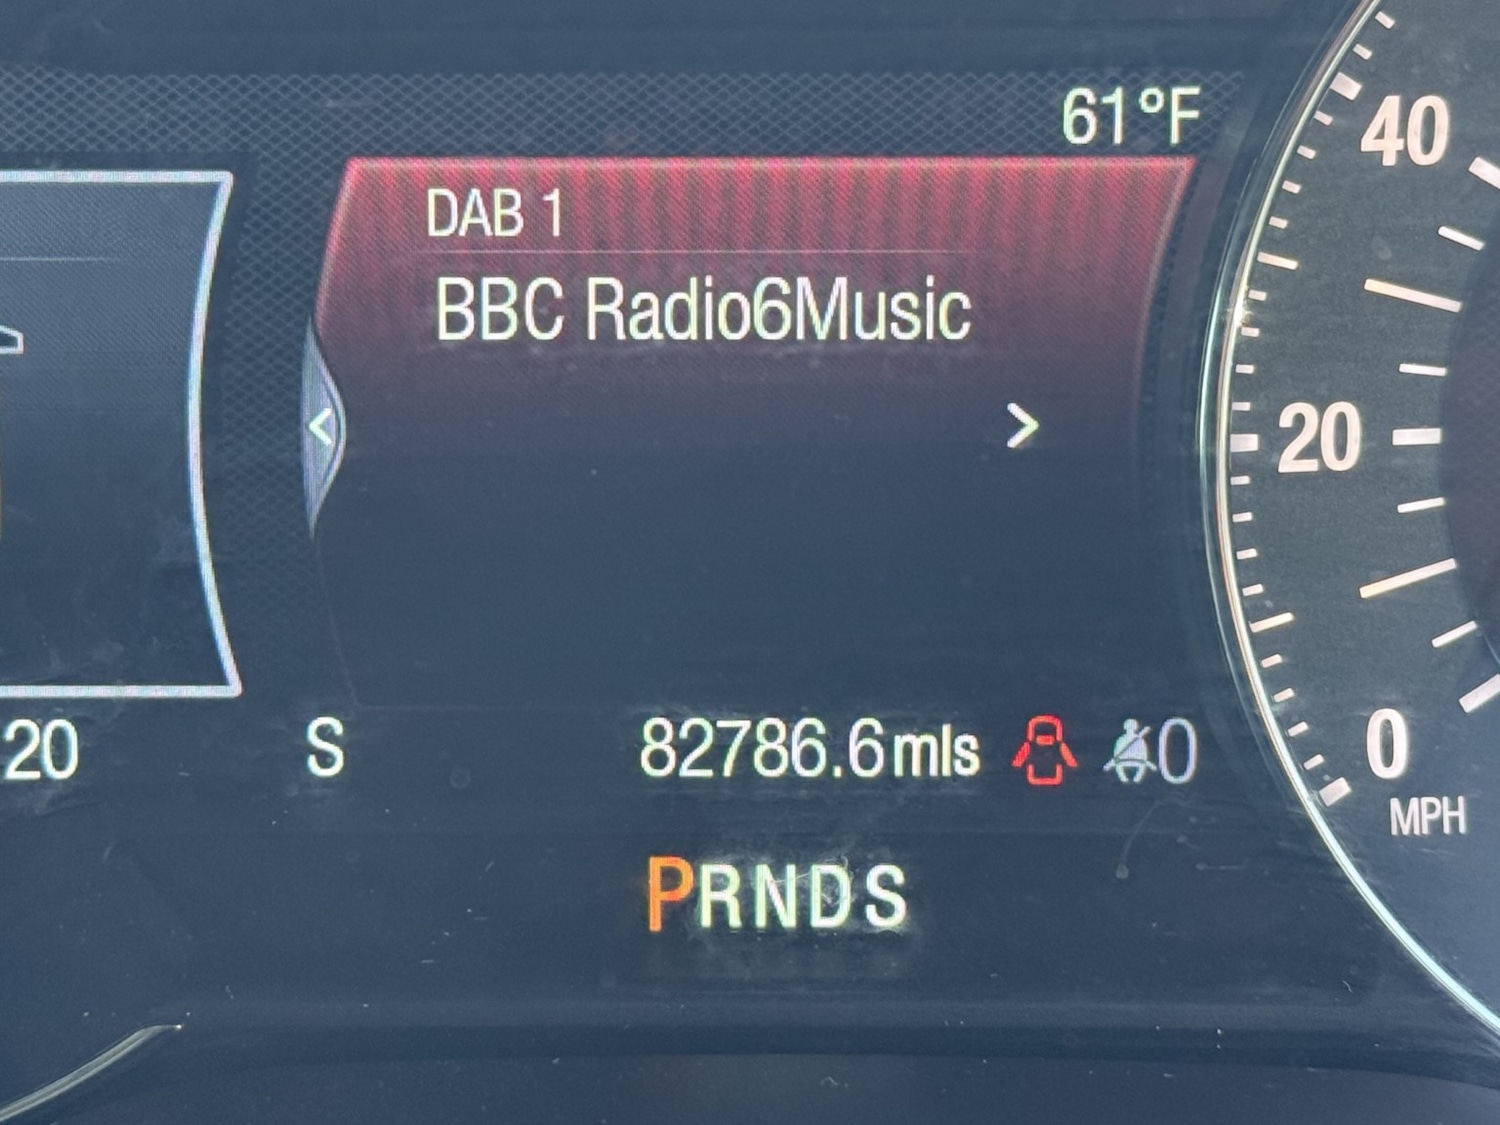 61°F
DAB 1
BBC Radio6Music
< >
40
20
20 S 82786.6mls 0
0
MPH
PRNDS